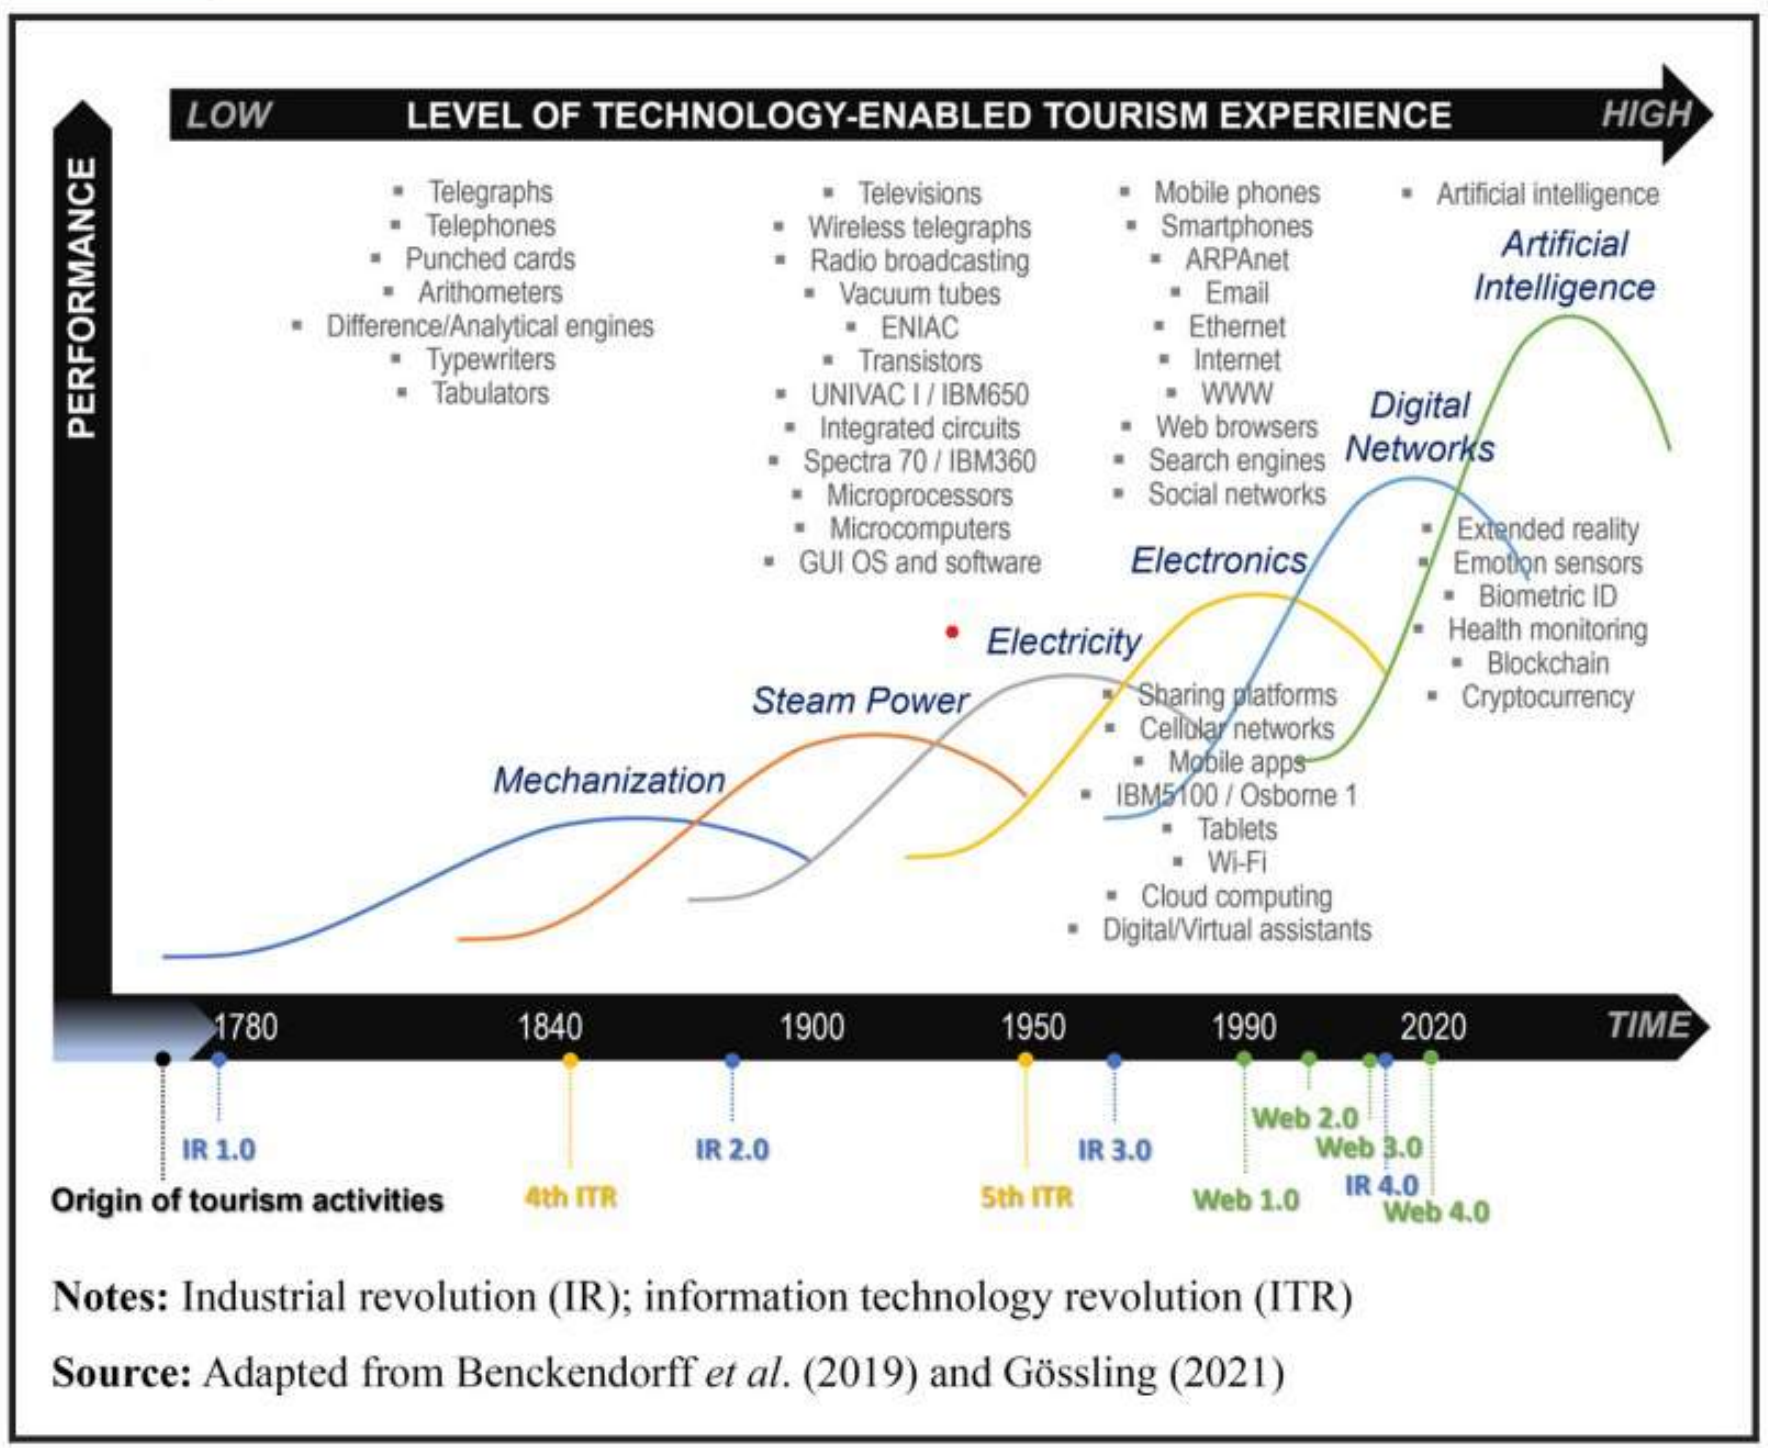 LOW LEVEL OF TECHNOLOGY-ENABLED TOURISM EXPERIENCE HIGH
PERFORMANCE
▪ Telegraphs
▪ Telephones
▪ Punched cards
▪ Arithometers
▪ Difference/Analytical engines
▪ Typewriters
▪ Tabulators
▪ Televisions
▪ Wireless telegraphs
▪ Radio broadcasting
▪ Vacuum tubes
▪ ENIAC
▪ Transistors
▪ UNIVAC I / IBM650
▪ Integrated circuits
▪ Spectra 70 / IBM360
▪ Microprocessors
▪ Microcomputers
▪ GUI OS and software
▪ Mobile phones
▪ Smartphones
▪ ARPAnet
▪ Email
▪ Ethernet
▪ Internet
▪ WWW
▪ Web browsers
▪ Search engines
▪ Social networks
▪ Sharing platforms
▪ Cellular networks
▪ Mobile apps
▪ IBM5100 / Osborne 1
▪ Tablets
▪ Wi-Fi
▪ Cloud computing
▪ Digital/Virtual assistants
▪ Artificial intelligence
▪ Extended reality
▪ Emotion sensors
▪ Biometric ID
▪ Health monitoring
▪ Blockchain
▪ Cryptocurrency
Mechanization
Steam Power
Electricity
Electronics
Digital
Networks
Artificial
Intelligence
1780 1840 1900 1950 1990 2020 TIME
Origin of tourism activities
IR 1.0
4th ITR
IR 2.0
5th ITR
IR 3.0
Web 1.0
Web 2.0
Web 3.0
IR 4.0
Web 4.0
Notes: Industrial revolution (IR); information technology revolution (ITR)
Source: Adapted from Benckendorff et al. (2019) and Gössling (2021)